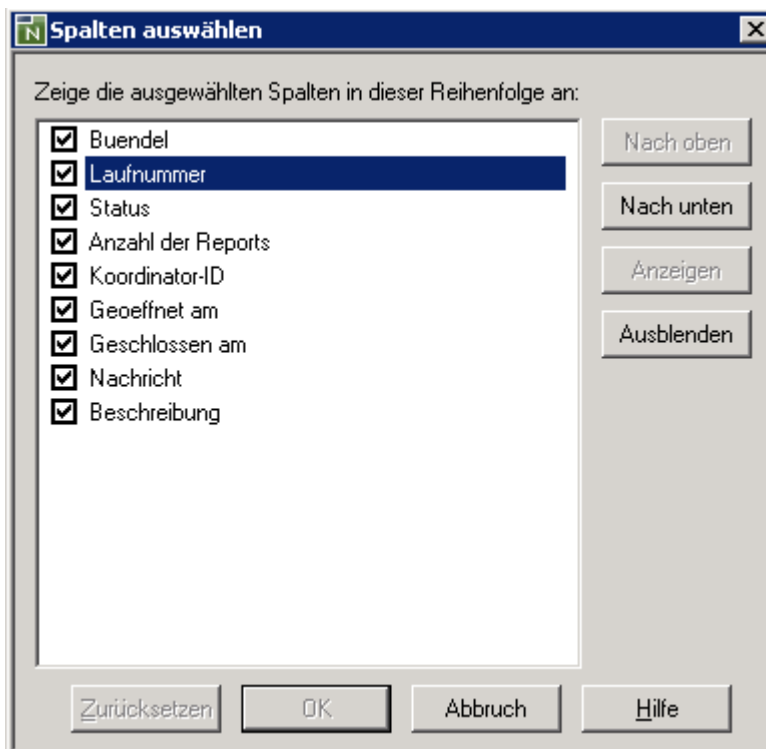 Spalten auswählen
Zeige die ausgewählten Spalten in dieser Reihenfolge an:
Buendel
Laufnummer
Status
Anzahl der Reports
Koordinator-ID
Geoeffnet am
Geschlossen am
Nachricht
Beschreibung
Nach oben
Nach unten
Anzeigen
Ausblenden
Zurücksetzen
OK
Abbruch
Hilfe